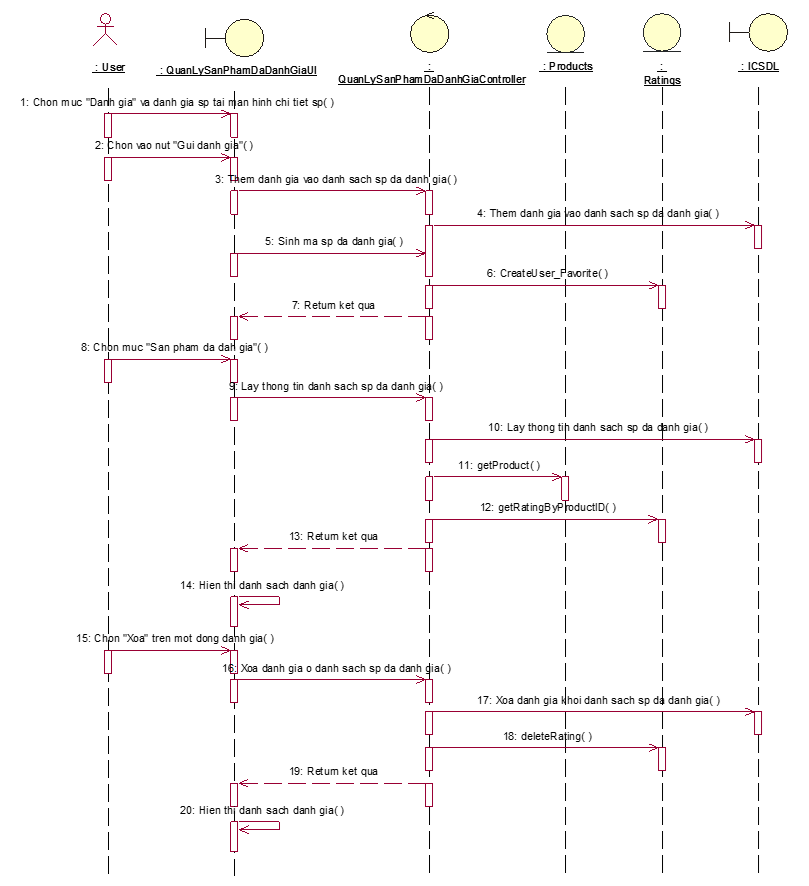 : User
: QuanLySanPhamDaDanhGiaUI
:
QuanLySanPhamDaDanhGiaController
: Products
:
Ratings
: ICSDL
1: Chon muc "Danh gia" va danh gia sp tai man hinh chi tiet sp( )
2: Chon vao nut "Gui danh gia"( )
3: Them danh gia vao danh sach sp da danh gia( )
4: Them danh gia vao danh sach sp da danh gia( )
5: Sinh ma sp da danh gia( )
6: CreateUser_Favorite( )
7: Return ket qua
8: Chon muc "San pham da dah gia"( )
9: Lay thong tin danh sach sp da danh gia( )
10: Lay thong tin danh sach sp da danh gia( )
11: getProduct( )
12: getRatingByProductID( )
13: Return ket qua
14: Hien thi danh sach danh gia( )
15: Chon "Xoa" tren mot dong danh gia( )
16: Xoa danh gia o danh sach sp da danh gia( )
17: Xoa danh gia khoi danh sach sp da danh gia( )
18: deleteRating( )
19: Return ket qua
20: Hien thi danh sach danh gia( )